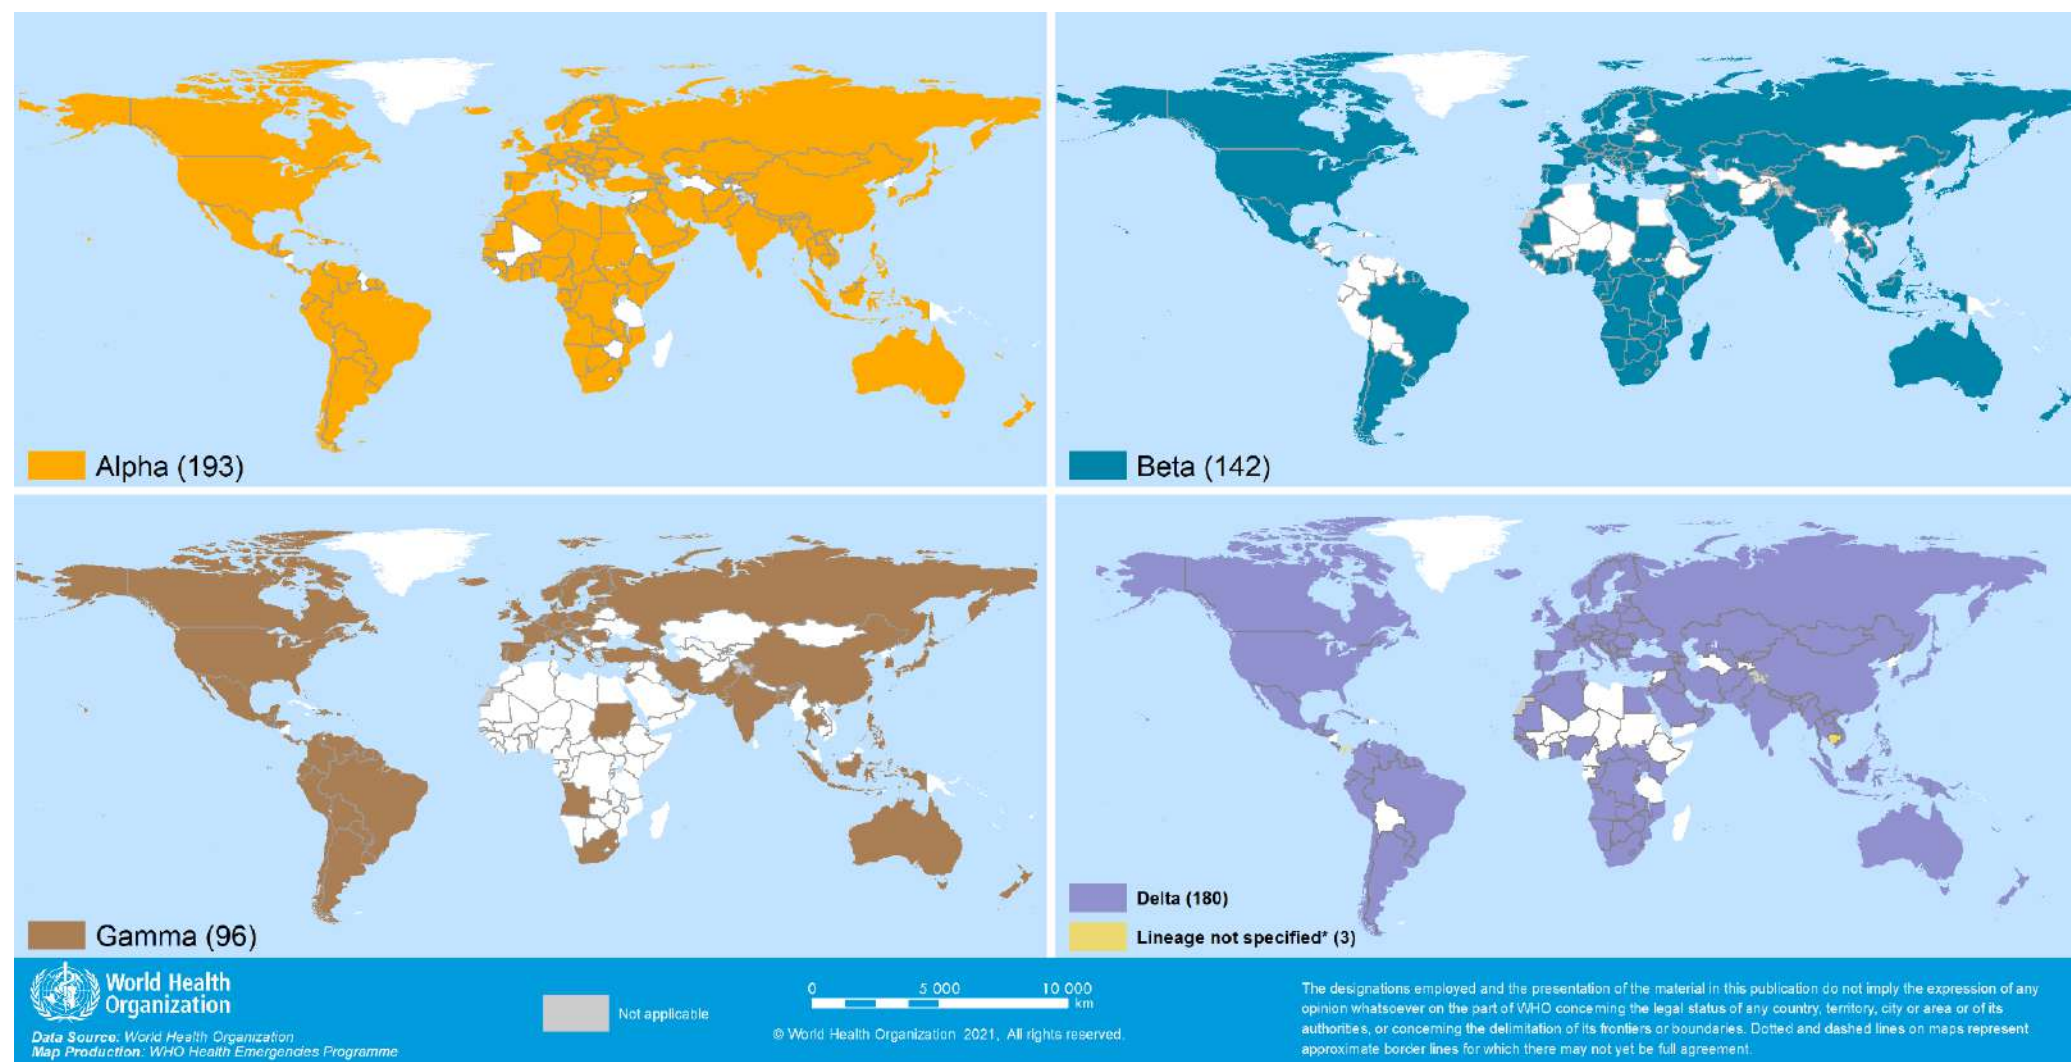 Alpha (193)
Beta (142)
Gamma (96)
Delta (180)
Lineage not specified* (3)
World Health
Organization
Data Source: World Health Organization
Map Production: WHO Health Emergencies Programme
Not applicable
0 5 000 10 000
km
© World Health Organization 2021, All rights reserved.
The designations employed and the presentation of the material in this publication do not imply the expression of any
opinion whatsoever on the part of WHO concerning the legal status of any country, territory, city or area or of its
authorities, or concerning the delimitation of its frontiers or boundaries. Dotted and dashed lines on maps represent
approximate border lines for which there may not yet be full agreement.